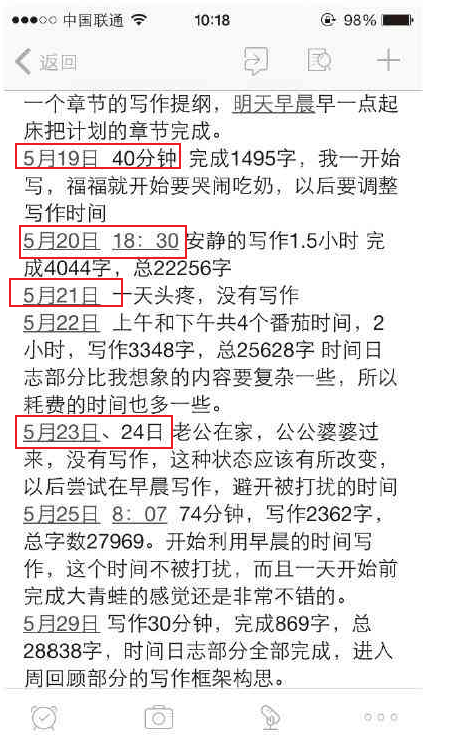 中国联通 10:18 98%
返回
一个章节的写作提纲，明天早晨早一点起
床把计划的章节完成。
5月19日 40分钟 完成1495字，我一开始
写，福福就开始要哭闹吃奶，以后要调整
写作时间
5月20日 18：30安静的写作1.5小时 完
成4044字，总22256字
5月21日 一天头疼，没有写作
5月22日 上午和下午共4个番茄时间，2
小时，写作3348字，总25628字 时间日
志部分比我想象的内容要复杂一些，所以
耗费的时间也多一些。
5月23日、24日 老公在家，公公婆婆过
来，没有写作，这种状态应该有所改变，
以后尝试在早晨写作，避开被打扰的时间
5月25日 8：07 74分钟，写作2362字，
总字数27969。开始利用早晨的时间写
作，这个时间不被打扰，而且一天开始前
完成大青蛙的感觉还是非常不错的。
5月29日 写作30分钟，完成869字，总
28838字，时间日志部分全部完成，进入
周回顾部分的写作框架构思。